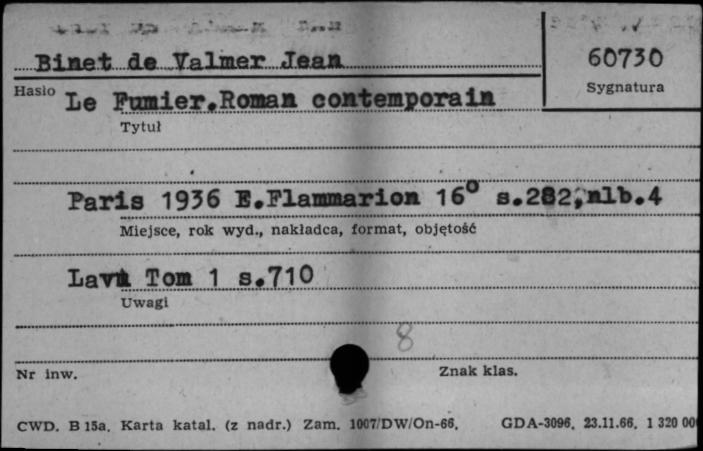 Binet de Valmer Jean
60730
Hasło
Sygnatura
Le Fumier.Roman contemporain
Tytuł
Paris 1936 E.Flammarion 16° s.282,nlb.4
Miejsce, rok wyd., nakładca, format, objętość
Tom 1 s.710
Uwagi
8
Nr inw.
Znak klas.
CWD. B 15a. Karta katal. (z nadr.) Zam. 1007/DW/On-66. GDA-3096. 23.11.66. 1 320 00